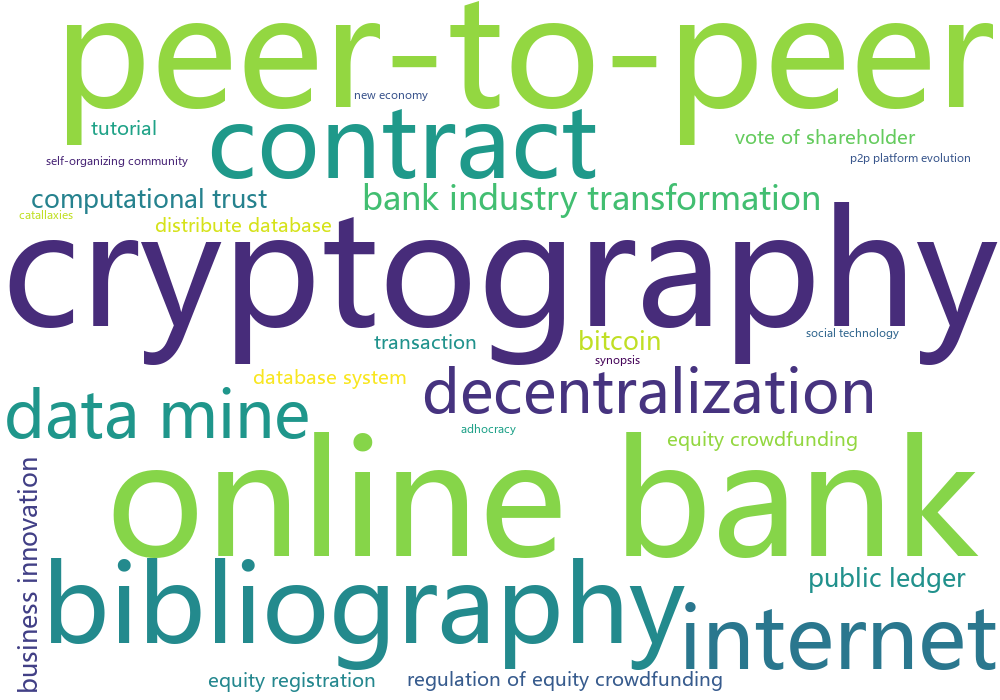 peer-to-peer
new economy
tutorial
contract
vote of shareholder
self-organizing community
p2p platform evolution
computational trust
bank industry transformation
catallaxies
distribute database
cryptography
transaction
bitcoin
social technology
synopsis
database system
decentralization
data mine
adhocracy
equity crowdfunding
online bank
business innovation
bibliography
public ledger
internet
equity registration
regulation of equity crowdfunding